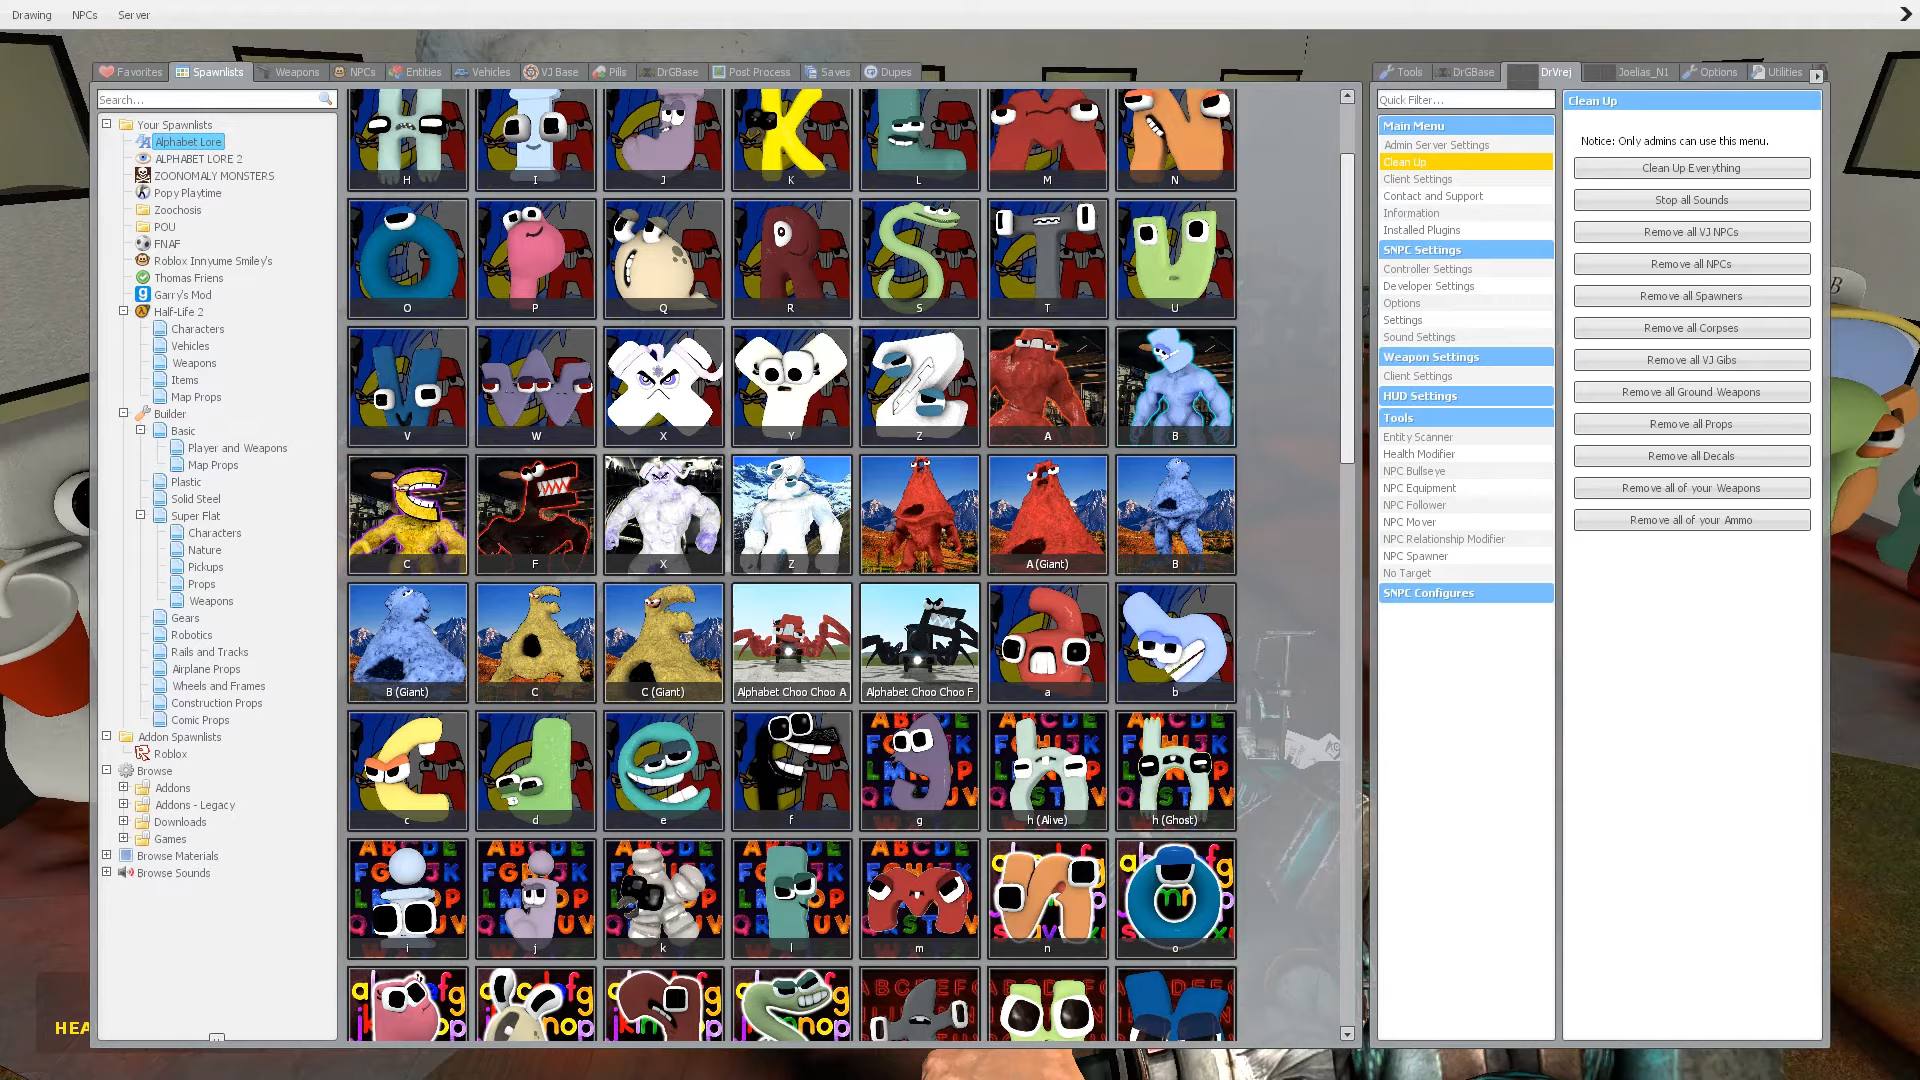 Drawing NPCs Server
Favorites Spawnlists Weapons NPCs Entities Vehicles VJ Base Pills DrGBase Post Process Saves Dupes
Search...
Your Spawnlists
Alphabet Lore
ALPHABET LORE 2
ZOONOMALY MONSTERS
Popy Playtime
Zoochosis
POU
FNAF
Roblox Innyume Smiley's
Thomas Friens
Garry's Mod
Half-Life 2
Characters
Vehicles
Weapons
Items
Map Props
Builder
Basic
Player and Weapons
Map Props
Plastic
Solid Steel
Super Flat
Characters
Nature
Pickups
Props
Weapons
Gears
Robotics
Rails and Tracks
Airplane Props
Wheels and Frames
Construction Props
Comic Props
Addon Spawnlists
Roblox
Browse
Addons
Addons - Legacy
Downloads
Games
Browse Materials
Browse Sounds
H I J K L M N
O P Q R S T U
V W X Y Z A B
C F X Z A A (Giant) B
B (Giant) C C (Giant) Alphabet Choo Choo A Alphabet Choo Choo F a b
c d e f g h (Alive) h (Ghost)
i j k l m n o
Tools DrGBase DrVrej Joelias_N1 Options Utilities
Quick Filter...
Main Menu
Admin Server Settings
Clean Up
Client Settings
Contact and Support
Information
Installed Plugins
SNPC Settings
Controller Settings
Developer Settings
Options
Settings
Sound Settings
Weapon Settings
Client Settings
HUD Settings
Tools
Entity Scanner
Health Modifier
NPC Bullseye
NPC Equipment
NPC Follower
NPC Mover
NPC Relationship Modifier
NPC Spawner
No Target
SNPC Configures
Clean Up
Notice: Only admins can use this menu.
Clean Up Everything
Stop all Sounds
Remove all VJ NPCs
Remove all NPCs
Remove all Spawners
Remove all Corpses
Remove all VJ Gibs
Remove all Ground Weapons
Remove all Props
Remove all Decals
Remove all of your Weapons
Remove all of your Ammo
HEA